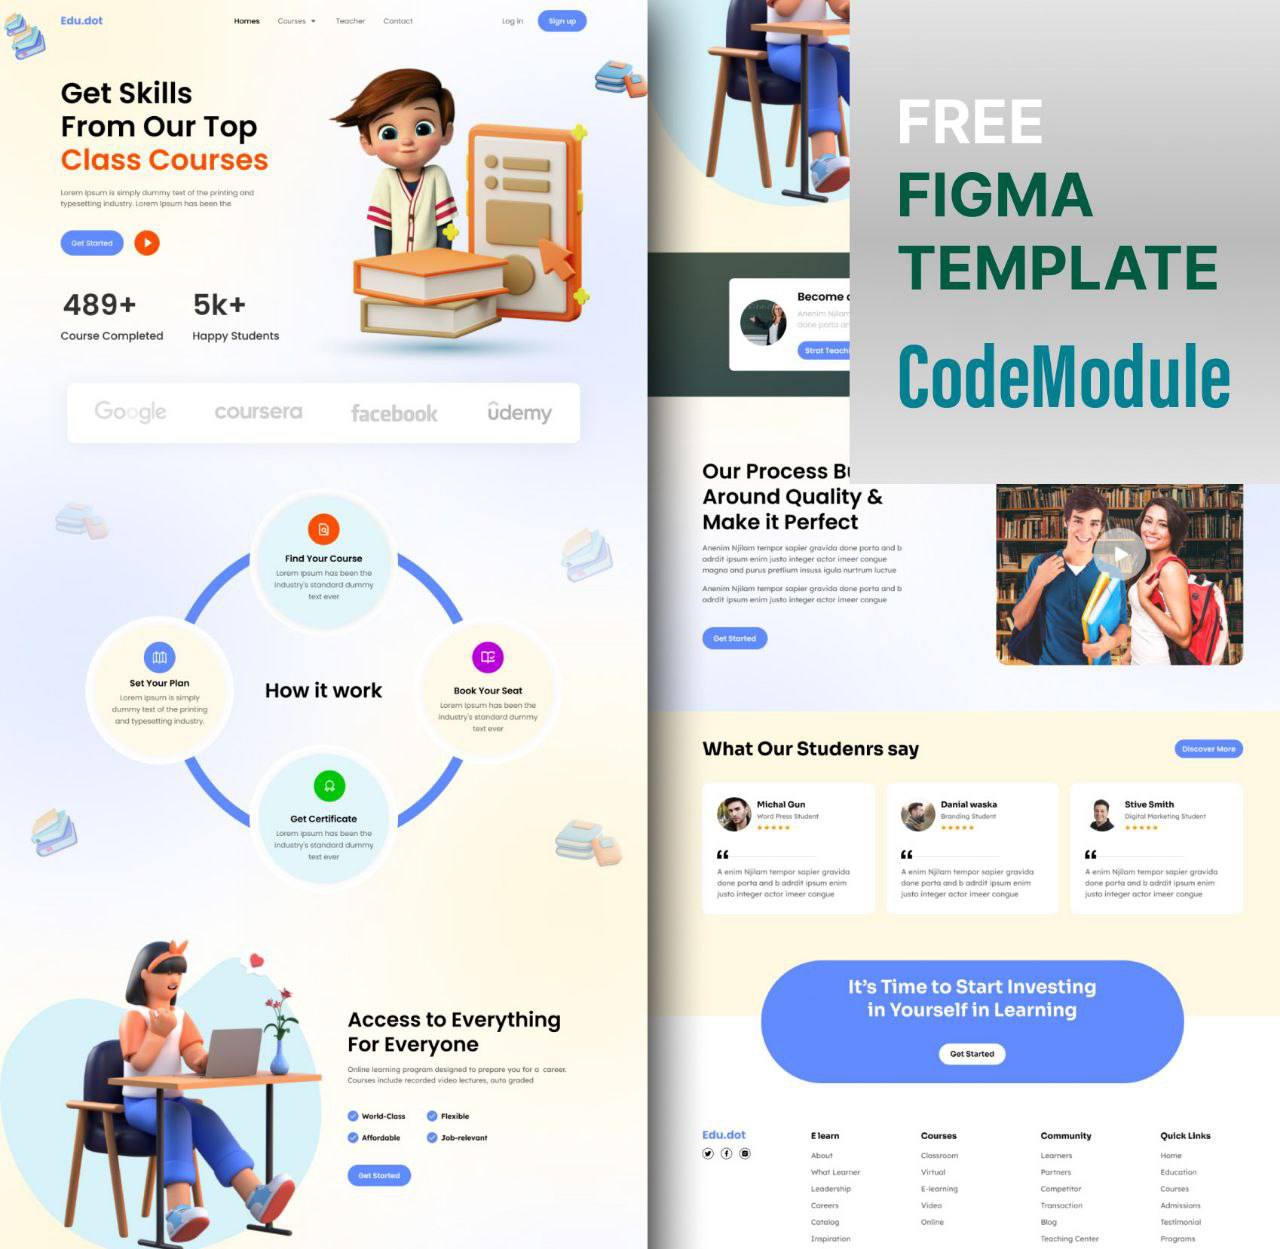 Edu.dot
Homes
Courses
Teacher
Contact
Log in
Sign up
Get Skills
From Our Top
Class Courses
Lorem Ipsum is simply dummy text of the printing and
typesetting industry. Lorem Ipsum has been the
Get Started
489+
Course Completed
5k+
Happy Students
Google
coursera
facebook
ûdemy
Find Your Course
Lorem Ipsum has been the
industry's standard dummy
text ever
Set Your Plan
Lorem Ipsum is simply
dummy text of the printing
and typesetting industry.
How it work
Book Your Seat
Lorem Ipsum has been the
industry's standard dummy
text ever
Get Certificate
Lorem Ipsum has been the
industry's standard dummy
text ever
Access to Everything
For Everyone
Online learning program designed to prepare you for a career.
Courses include recorded video lectures, auto graded
World-Class
Flexible
Affordable
Job-relevant
Get Started
FREE
FIGMA
TEMPLATE
CodeModule
Become
Anenim Njilam
done porta an
Strat Teachi
Our Process
Around Quality &
Make it Perfect
Anenim Njilam tempor sapier gravida done porta and b
adrdit ipsum enim justo integer actor imeer congue
magna and purus pretlium insuss igula nurtrum luctue
Anenim Njilam tempor sapier gravida done porta and b
adrdit ipsum enim justo integer actor imeer congue
Get Started
What Our Studenrs say
Discover More
Michal Gun
Word Press Student
A enim Njilam tempor sapier gravida
done porta and b adrdit ipsum enim
justo integer actor imeer congue
Danial waska
Branding Student
A enim Njilam tempor sapier gravida
done porta and b adrdit ipsum enim
justo integer actor imeer congue
Stive Smith
Digital Marketing Student
A enim Njilam tempor sapier gravida
done porta and b adrdit ipsum enim
justo integer actor imeer congue
It's Time to Start Investing
in Yourself in Learning
Get Started
Edu.dot
E learn
About
What Learner
Leadership
Careers
Catalog
Inspiration
Courses
Classroom
Virtual
E-learning
Video
Online
Community
Learners
Partners
Competitor
Transaction
Blog
Teaching Center
Quick Links
Home
Education
Courses
Admissions
Testimonial
Programs